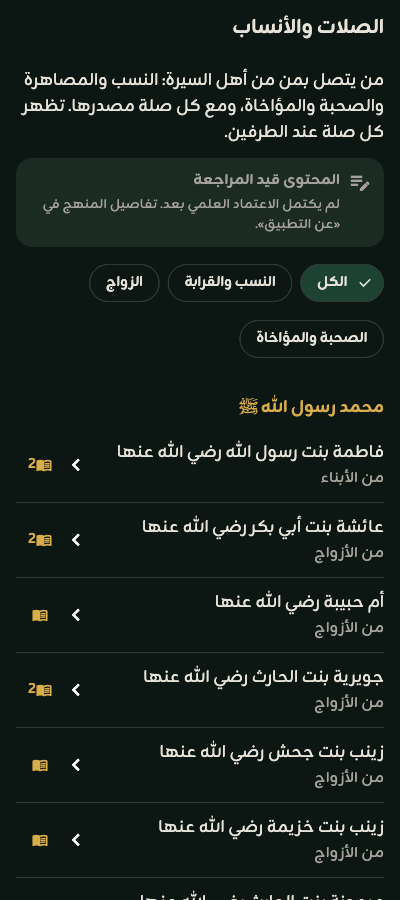 الصلات والأنساب
من يتصل بمن من أهل السيرة: النسب والمصاهرة
والصحبة والمؤاخاة، ومع كل صلة مصدرها. تظهر
كل صلة عند الطرفين.
المحتوى قيد المراجعة
لم يكتمل الاعتماد العلمي بعد. تفاصيل المنهج في
«عن التطبيق».
الكل
النسب والقرابة
الزواج
الصحبة والمؤاخاة
محمد رسول الله ﷺ
فاطمة بنت رسول الله رضي الله عنها
من الأبناء
2
عائشة بنت أبي بكر رضي الله عنها
من الأزواج
2
أم حبيبة رضي الله عنها
من الأزواج
جويرية بنت الحارث رضي الله عنها
من الأزواج
2
زينب بنت جحش رضي الله عنها
من الأزواج
زينب بنت خزيمة رضي الله عنها
من الأزواج